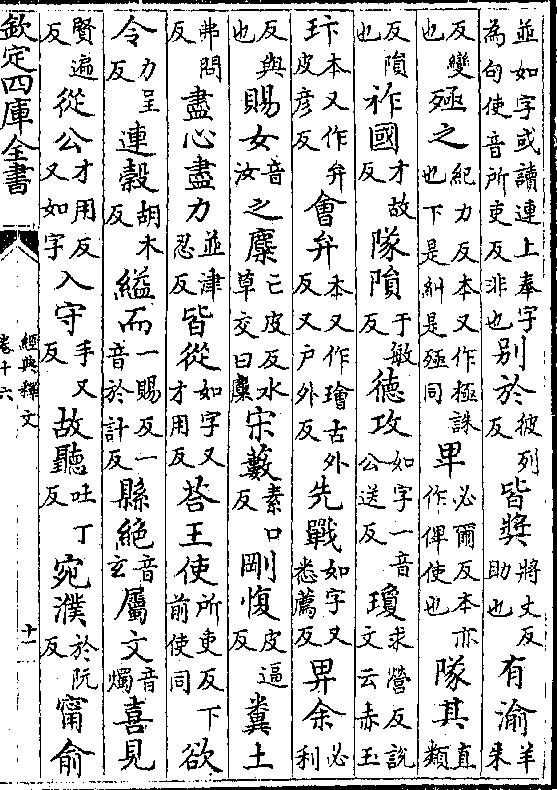 並如字或讀連上奉字為句使音所吏反非也別於彼列反皆奬將丈反助也有渝羊朱
反變也殛之紀力反本又作極誅也下是糾是殛同卑必爾反本亦作俾使也隊其直類
反隕也祚國才故反隊隕于敏反德攻如字一音公送反瓊求營反說文云赤玉
玣本又作弁皮彥反會弁本又作璯古外反又户外反先戰如字又悉薦反畀余必利
反與也賜女音汝之麋亡皮反水草交曰麋宋藪素口反剛愎皮逼反糞土
弗問反盡心盡力並津忍反皆從如字又才用反荅王使所吏反下前使同欲
令力呈反連榖胡木反縊而一賜反一音於計反縣絕音玄屬文音燭喜見
賢遍反從公才用反又如字入守手又反故聽吐丁反宛濮於阮反甯俞
欽定四庫全書
經典釋文
卷十六
十一